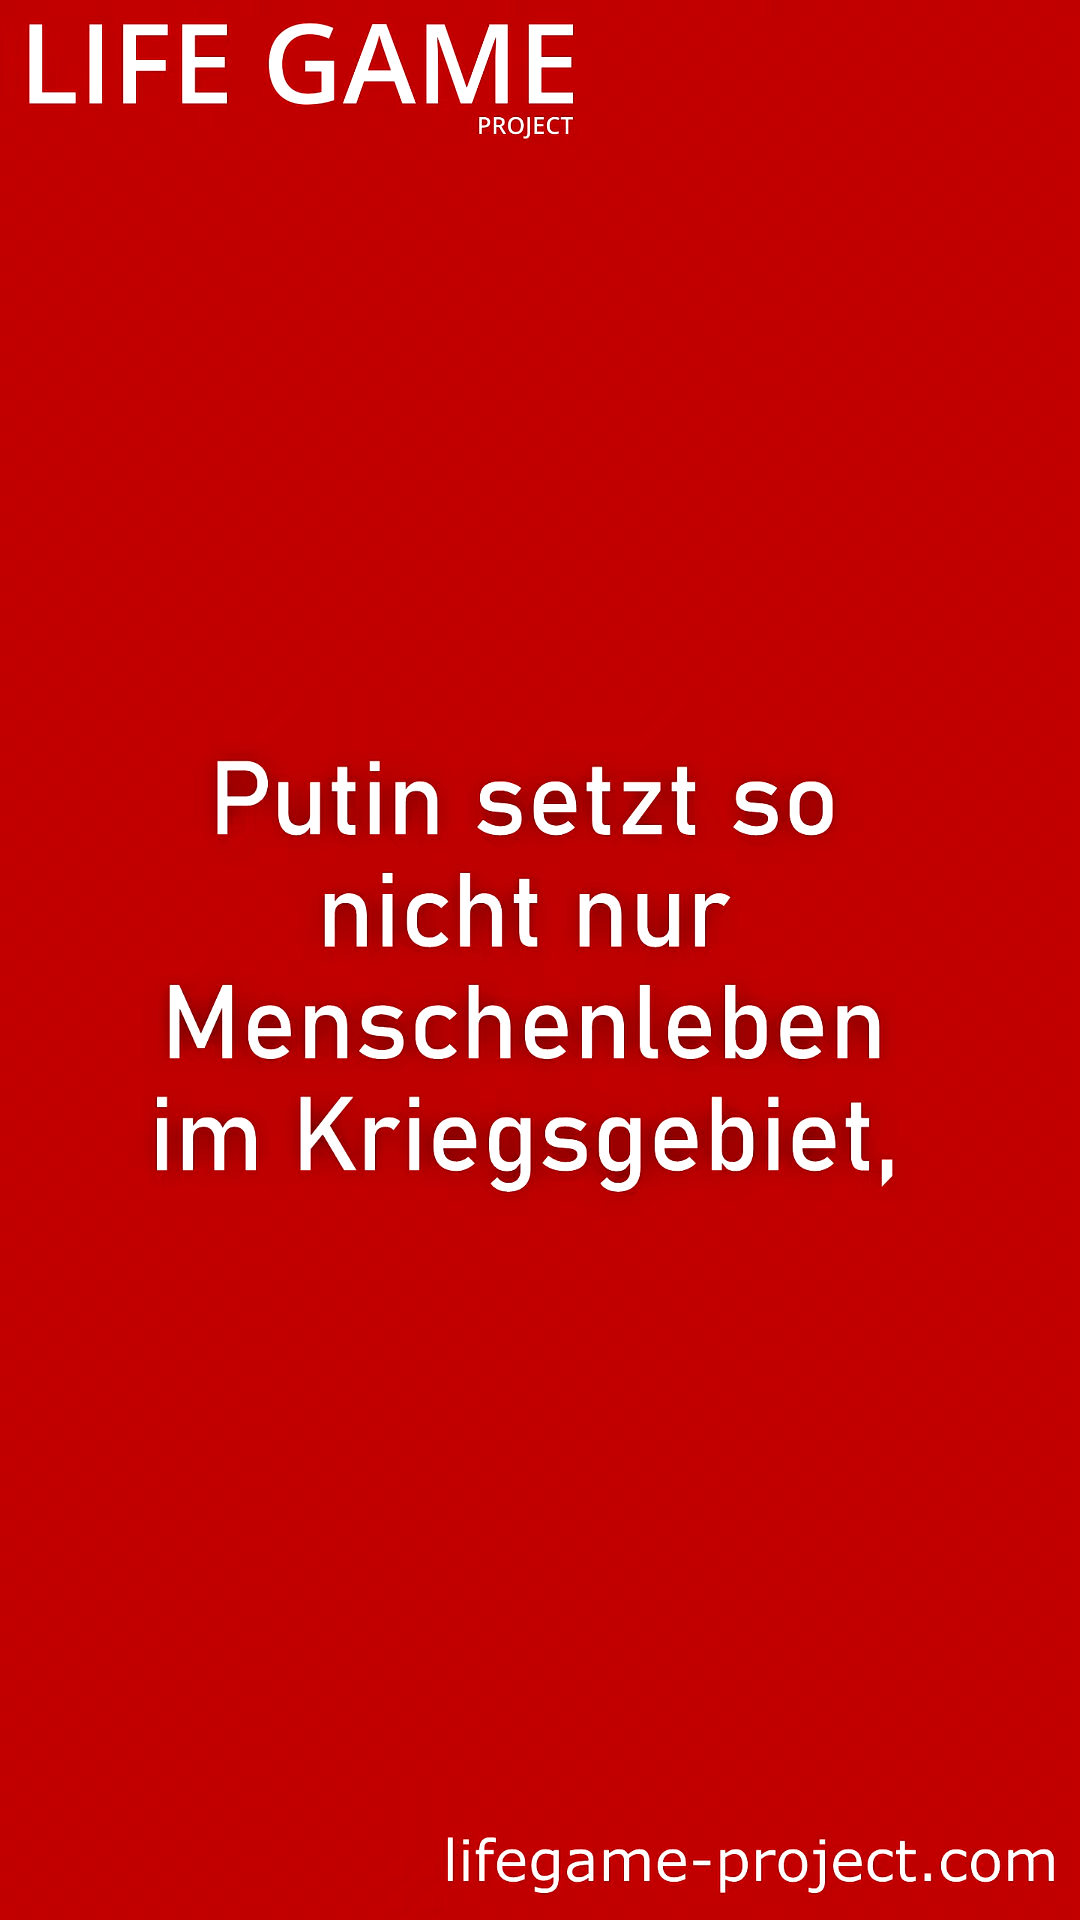 LIFE GAME
PROJECT
Putin setzt so
nicht nur
Menschenleben
im Kriegsgebiet,
lifegame-project.com